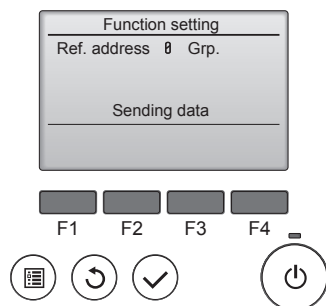 Function setting
Ref. address 0 Grp.
Sending data
F1 F2 F3 F4